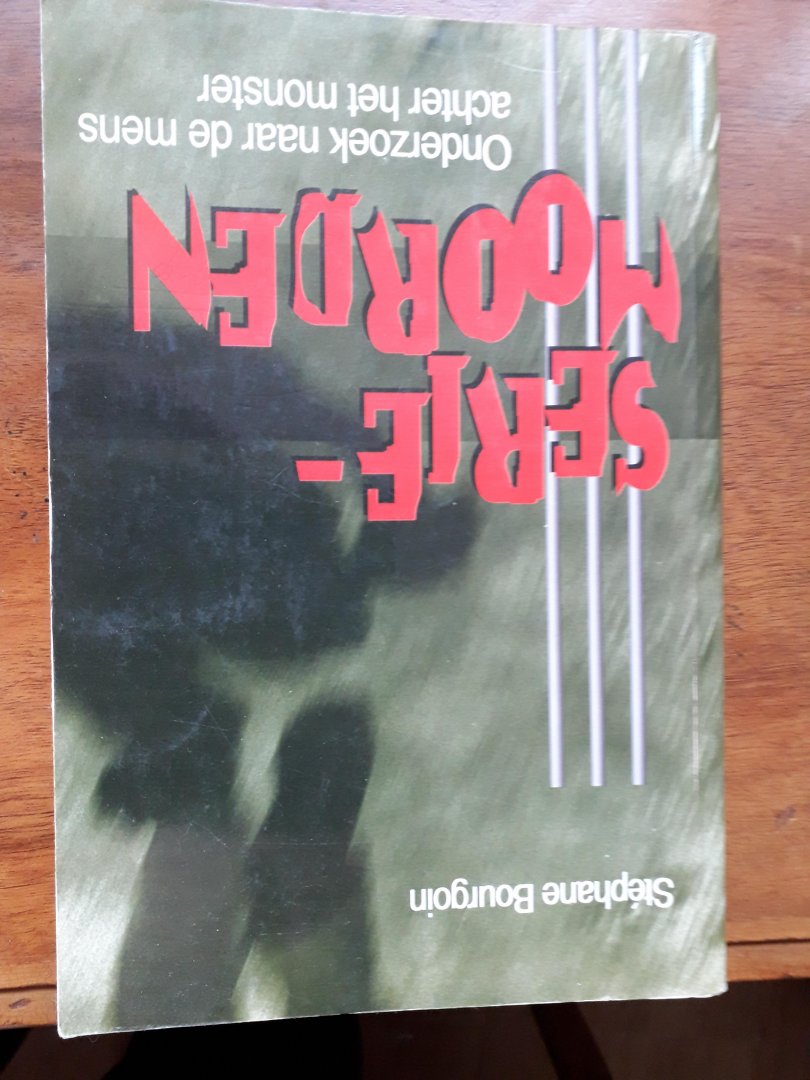 Stéphane Bourgoin
SERIE-
MOORDEN
Onderzoek naar de mens
achter het monster